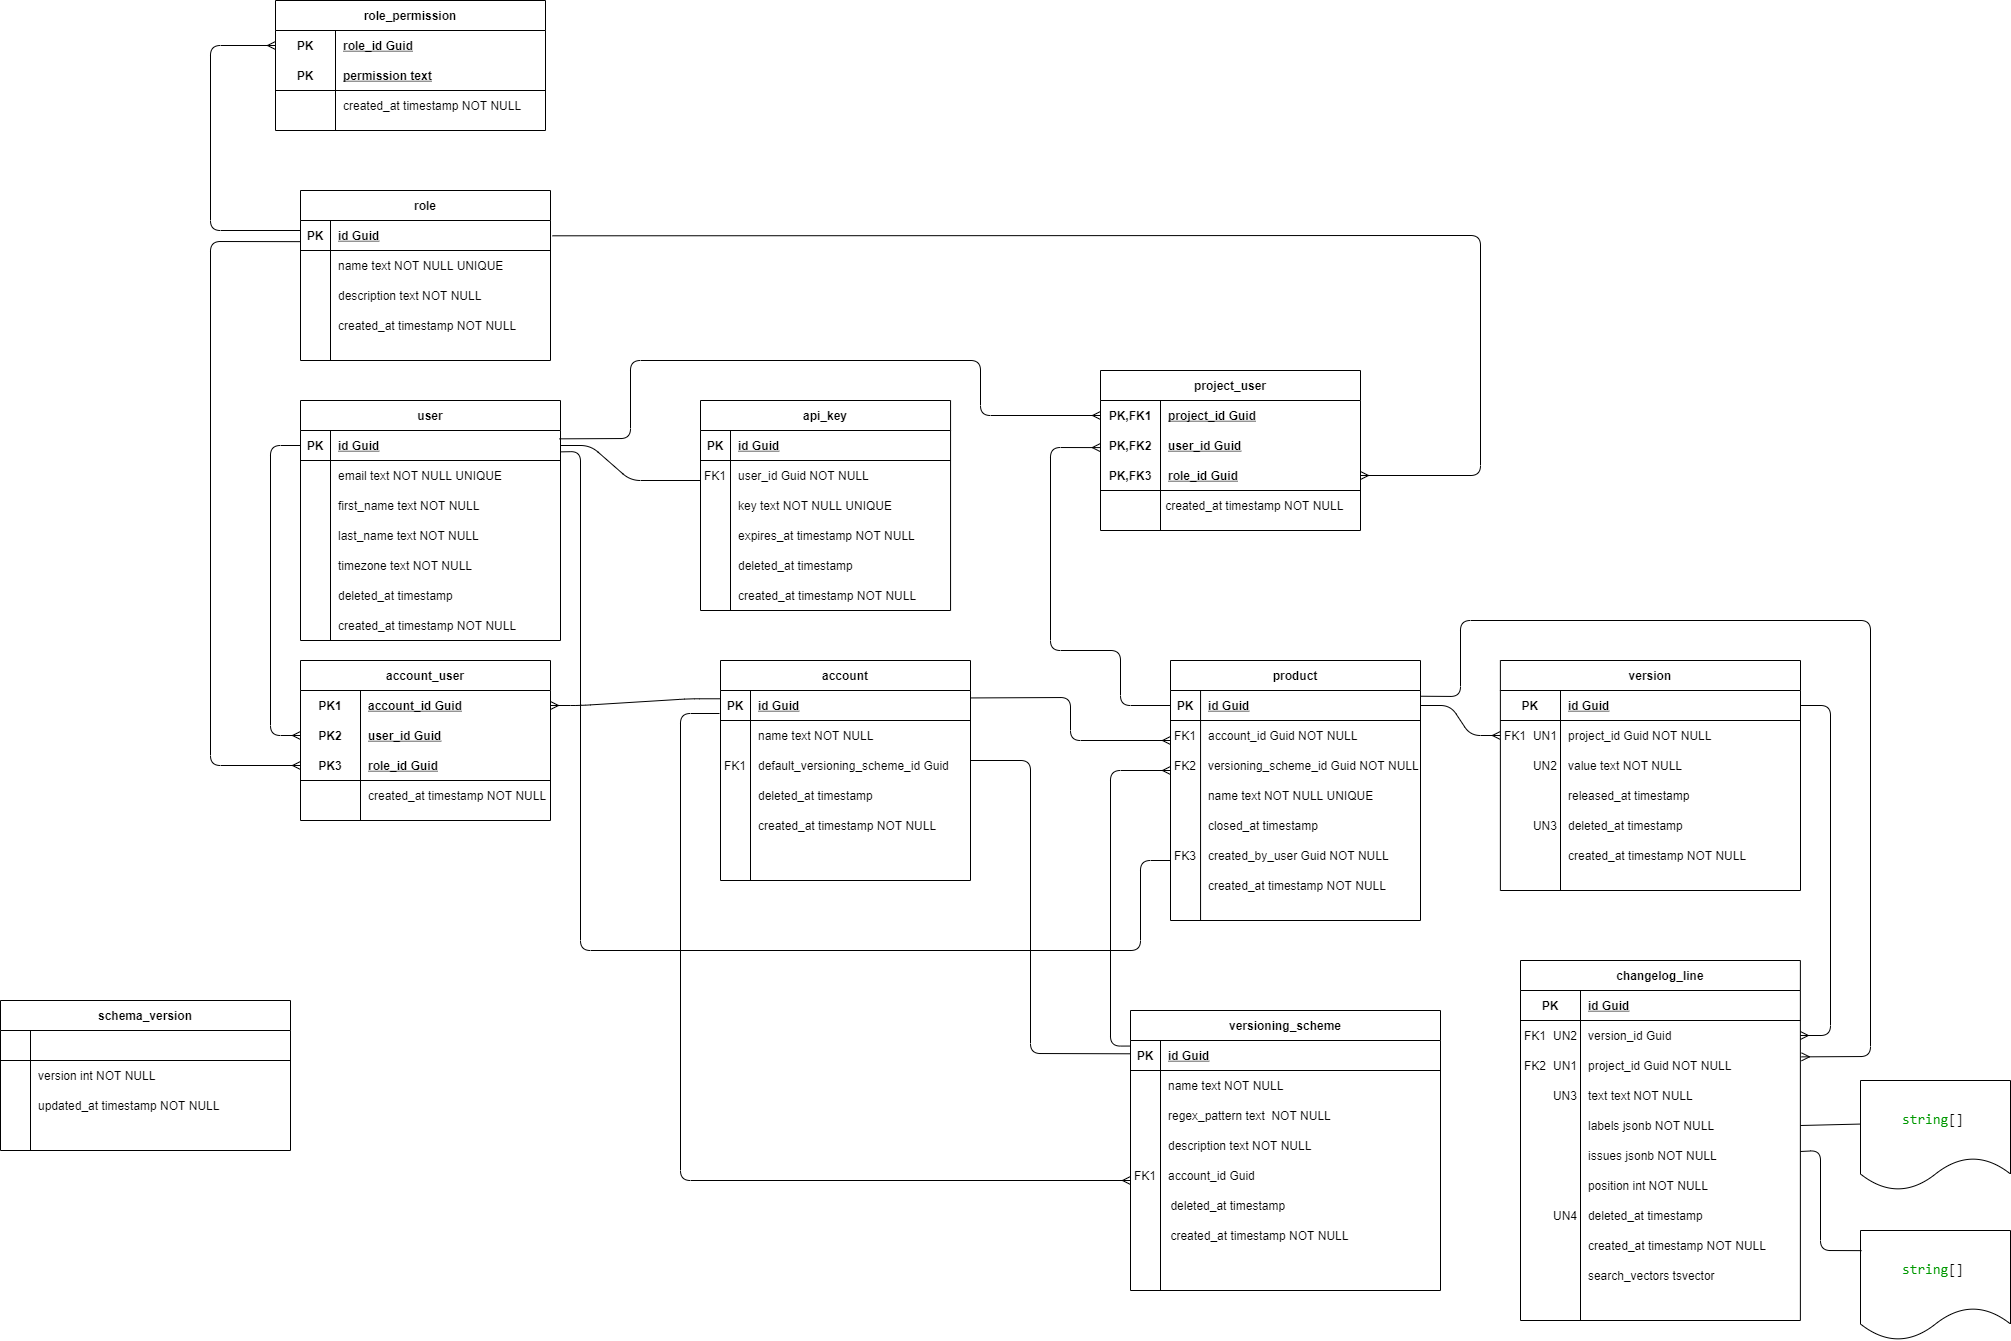 role_permission
PK role_id Guid
PK permission text
created_at timestamp NOT NULL
role
PK id Guid
name text NOT NULL UNIQUE
description text NOT NULL
created_at timestamp NOT NULL
user
PK id Guid
email text NOT NULL UNIQUE
first_name text NOT NULL
last_name text NOT NULL
timezone text NOT NULL
deleted_at timestamp
created_at timestamp NOT NULL
api_key
PK id Guid
FK1 user_id Guid NOT NULL
key text NOT NULL UNIQUE
expires_at timestamp NOT NULL
deleted_at timestamp
created_at timestamp NOT NULL
project_user
PK,FK1 project_id Guid
PK,FK2 user_id Guid
PK,FK3 role_id Guid
created_at timestamp NOT NULL
account_user
PK1 account_id Guid
PK2 user_id Guid
PK3 role_id Guid
created_at timestamp NOT NULL
account
PK id Guid
name text NOT NULL
FK1 default_versioning_scheme_id Guid
deleted_at timestamp
created_at timestamp NOT NULL
product
PK id Guid
FK1 account_id Guid NOT NULL
FK2 versioning_scheme_id Guid NOT NULL
name text NOT NULL UNIQUE
closed_at timestamp
FK3 created_by_user Guid NOT NULL
created_at timestamp NOT NULL
version
PK id Guid
FK1 UN1 project_id Guid NOT NULL
UN2 value text NOT NULL
released_at timestamp
UN3 deleted_at timestamp
created_at timestamp NOT NULL
schema_version
version int NOT NULL
updated_at timestamp NOT NULL
versioning_scheme
PK id Guid
name text NOT NULL
regex_pattern text NOT NULL
description text NOT NULL
FK1 account_id Guid
deleted_at timestamp
created_at timestamp NOT NULL
changelog_line
PK id Guid
FK1 UN2 version_id Guid
FK2 UN1 project_id Guid NOT NULL
UN3 text text NOT NULL
labels jsonb NOT NULL
issues jsonb NOT NULL
position int NOT NULL
UN4 deleted_at timestamp
created_at timestamp NOT NULL
search_vectors tsvector
string[]
string[]